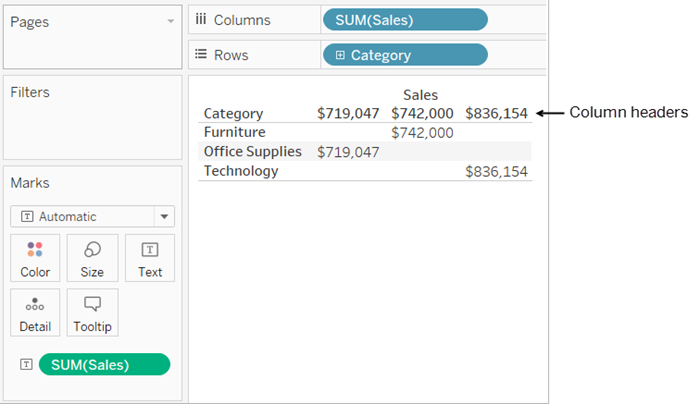 Pages
Columns
SUM(Sales)
Rows
Category
Filters
Marks
Automatic
Color
Size
Text
Detail
Tooltip
SUM(Sales)
Sales
Category $719,047 $742,000 $836,154
Furniture $742,000
Office Supplies $719,047
Technology $836,154
Column headers